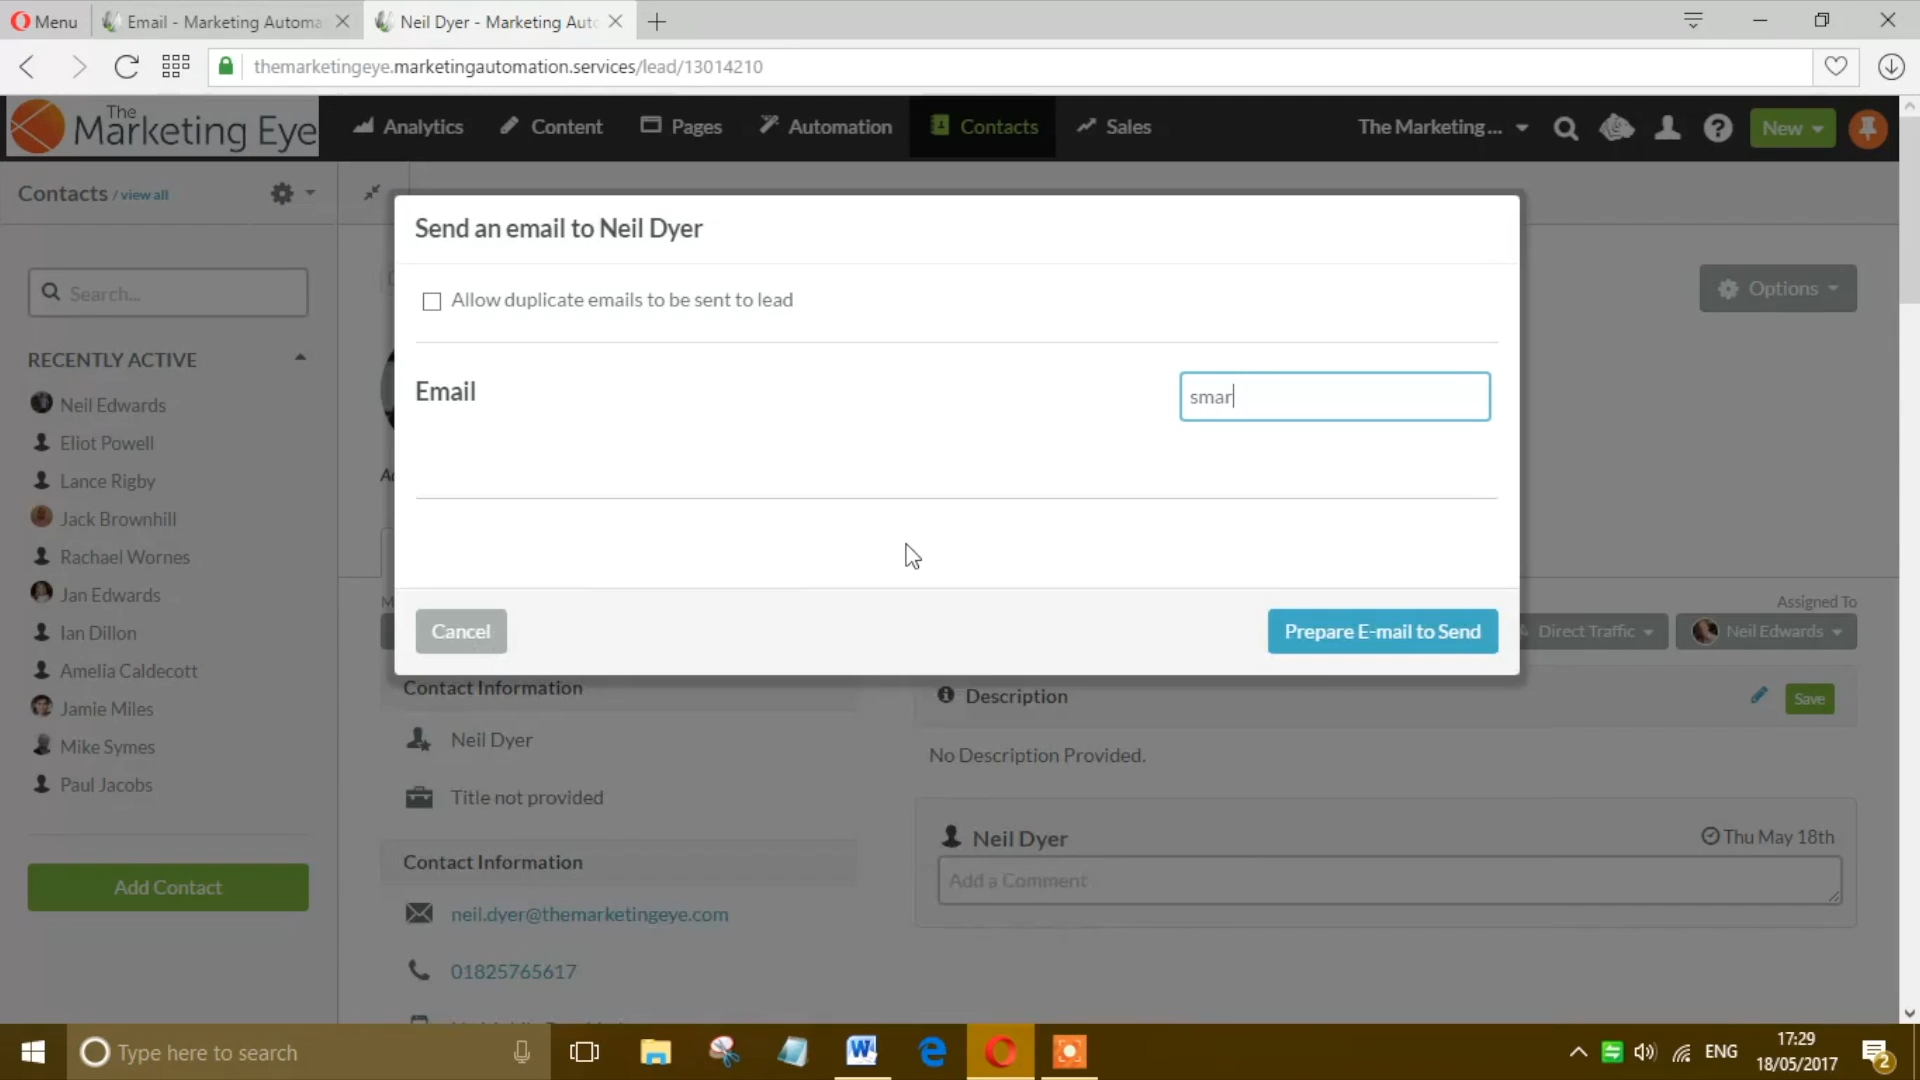 Menu
Email - Marketing Automa
Neil Dyer - Marketing Aut
themarketingeye.marketingautomation.services/lead/13014210
The
Marketing Eye
Analytics
Content
Pages
Automation
Contacts
Sales
The Marketing ...
New
Contacts / view all
Search...
RECENTLY ACTIVE
Neil Edwards
Eliot Powell
Lance Rigby
Jack Brownhill
Rachael Wornes
Jan Edwards
Ian Dillon
Amelia Caldecott
Jamie Miles
Mike Symes
Paul Jacobs
Add Contact
Send an email to Neil Dyer
Allow duplicate emails to be sent to lead
Email
smar
Cancel
Prepare E-mail to Send
Options
Assigned To
Direct Traffic
Neil Edwards
Contact Information
Neil Dyer
Title not provided
Contact Information
neil.dyer@themarketingeye.com
01825765617
Description
Save
No Description Provided.
Neil Dyer
Thu May 18th
Add a Comment
Type here to search
ENG
17:29
18/05/2017
2